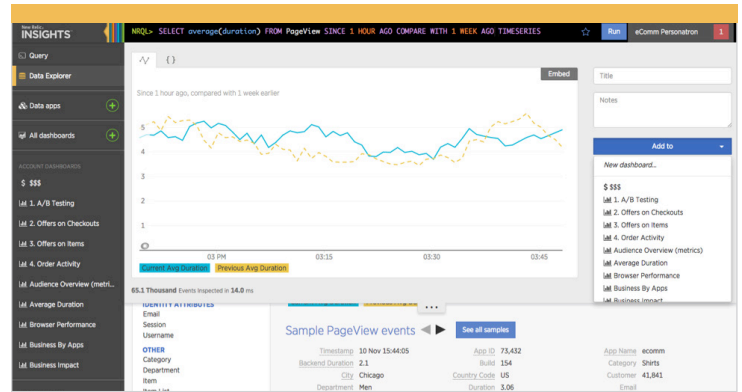 New Relic.
INSIGHTS
NRQL> SELECT average(duration) FROM PageView SINCE 1 HOUR AGO COMPARE WITH 1 WEEK AGO TIMESERIES
Run
eComm Personatron
1
Query
Data Explorer
Data apps
All dashboards
ACCOUNT DASHBOARDS
$ $$$
1. A/B Testing
2. Offers on Checkouts
3. Offers on Items
4. Order Activity
Audience Overview (metri...
Average Duration
Browser Performance
Business By Apps
Business Impact
{}
Embed
Since 1 hour ago, compared with 1 week earlier
5
4
3
2
1
0
03 PM
03:15
03:30
03:45
Current Avg Duration
Previous Avg Duration
65.1 Thousand Events Inspected in 14.0 ms
Title
Notes
Add to
New dashboard...
$ $$$
1. A/B Testing
2. Offers on Checkouts
3. Offers on Items
4. Order Activity
Audience Overview (metrics)
Average Duration
Browser Performance
Business By Apps
Business Impact
IDENTITY ATTRIBUTES
Email
Session
Username
OTHER
Category
Department
Item
Item List
...
Sample PageView events
See all samples
Timestamp 10 Nov 15:44:05
App ID 73,432
App Name ecomm
Backend Duration 2.1
Build 154
Category Shirts
City Chicago
Country Code US
Customer 41,841
Department Men
Duration 3.06
Email